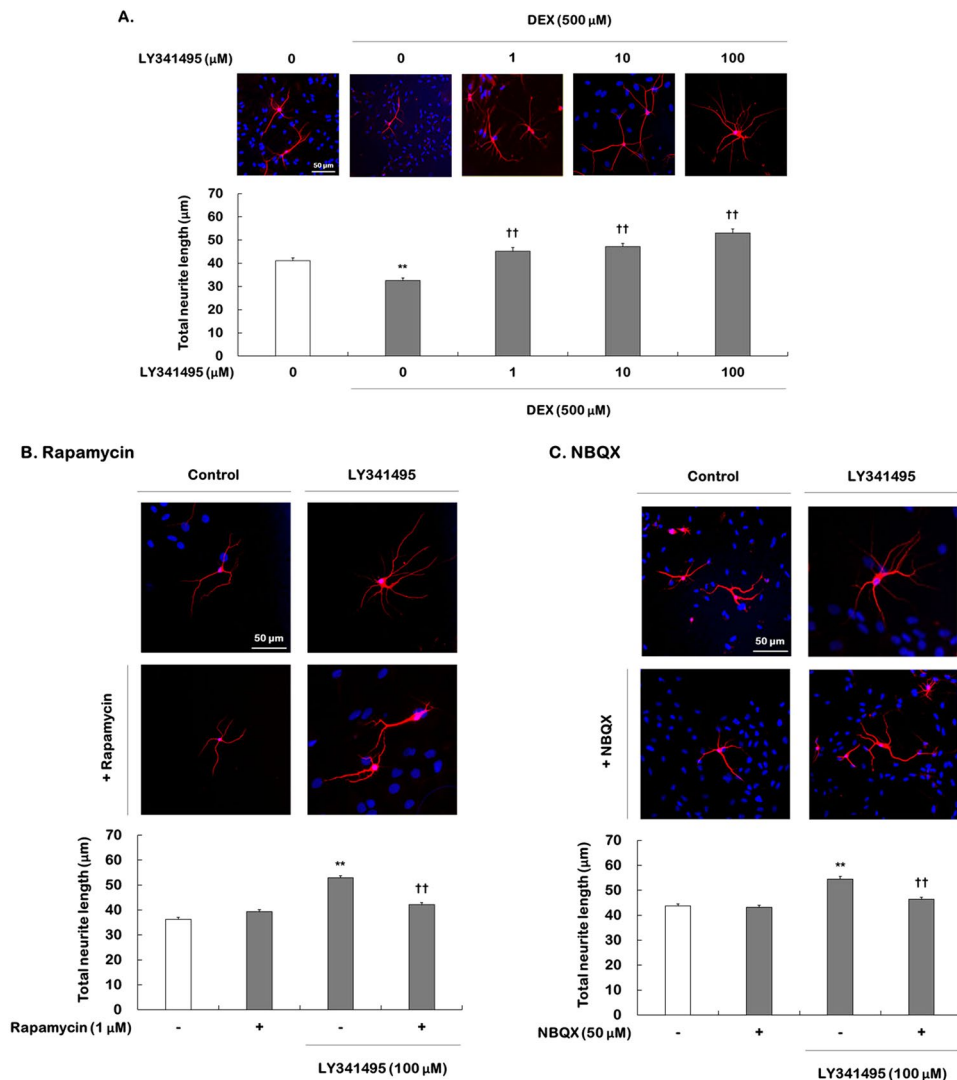 A.
DEX (500 μM)
LY341495 (μM) 0 0 1 10 100
50 μm
Total neurite length (μm)
70
60
50
40
30
20
10
0
** †† †† ††
LY341495 (μM) 0 0 1 10 100
DEX (500 μM)
B. Rapamycin
Control LY341495
50 μm
+ Rapamycin
Total neurite length (μm)
70
60
50
40
30
20
10
0
** ††
Rapamycin (1 μM) - + - +
LY341495 (100 μM)
C. NBQX
Control LY341495
50 μm
+ NBQX
Total neurite length (μm)
70
60
50
40
30
20
10
0
** ††
NBQX (50 μM) - + - +
LY341495 (100 μM)